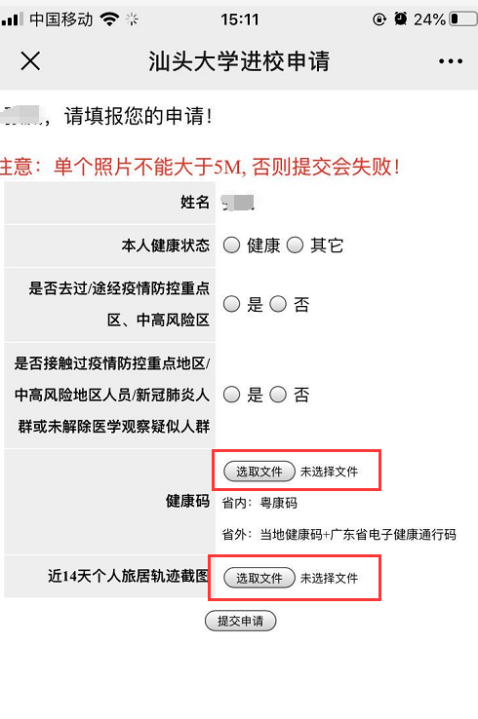 中国移动 15:11 24%
汕头大学进校申请
，请填报您的申请！
注意：单个照片不能大于5M, 否则提交会失败！
姓名
本人健康状态 健康 其它
是否去过/途经疫情防控重点
区、中高风险区 是 否
是否接触过疫情防控重点地区/
中高风险地区人员/新冠肺炎人
群或未解除医学观察疑似人群 是 否
健康码 选取文件 未选择文件
省内：粤康码
省外：当地健康码+广东省电子健康通行码
近14天个人旅居轨迹截图 选取文件 未选择文件
提交申请